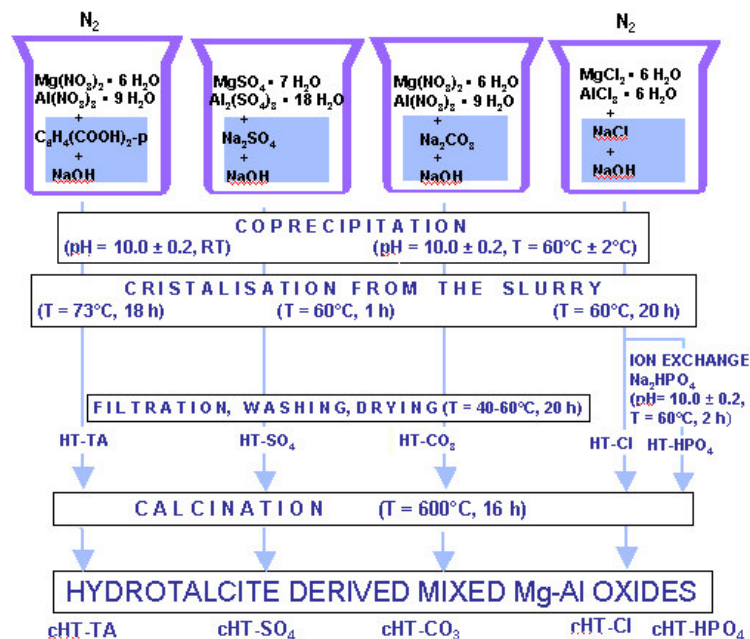 N₂ N₂
Mg(NO₃)₂ • 6 H₂O MgSO₄ • 7 H₂O Mg(NO₃)₂ • 6 H₂O MgCl₂ • 6 H₂O
Al(NO₃)₃ • 9 H₂O Al₂(SO₄)₃ • 18 H₂O Al(NO₃)₃ • 9 H₂O AlCl₃ • 6 H₂O
+ + + +
C₆H₄(COOH)₂-p Na₂SO₄ Na₂CO₃ NaCl
+ + + +
NaOH NaOH NaOH NaOH
COPRECIPITATION
(pH = 10.0 ± 0.2, RT) (pH = 10.0 ± 0.2, T = 60°C ± 2°C)
CRISTALISATION FROM THE SLURRY
(T = 73°C, 18 h) (T = 60°C, 1 h) (T = 60°C, 20 h)
ION EXCHANGE
Na₂HPO₄
(pH= 10.0 ± 0.2,
T = 60°C, 2 h)
FILTRATION, WASHING, DRYING (T = 40-60°C, 20 h)
HT-TA HT-SO₄ HT-CO₃ HT-Cl HT-HPO₄
CALCINATION (T = 600°C, 16 h)
HYDROTALCITE DERIVED MIXED Mg-Al OXIDES
cHT-TA cHT-SO₄ cHT-CO₃ cHT-Cl cHT-HPO₄